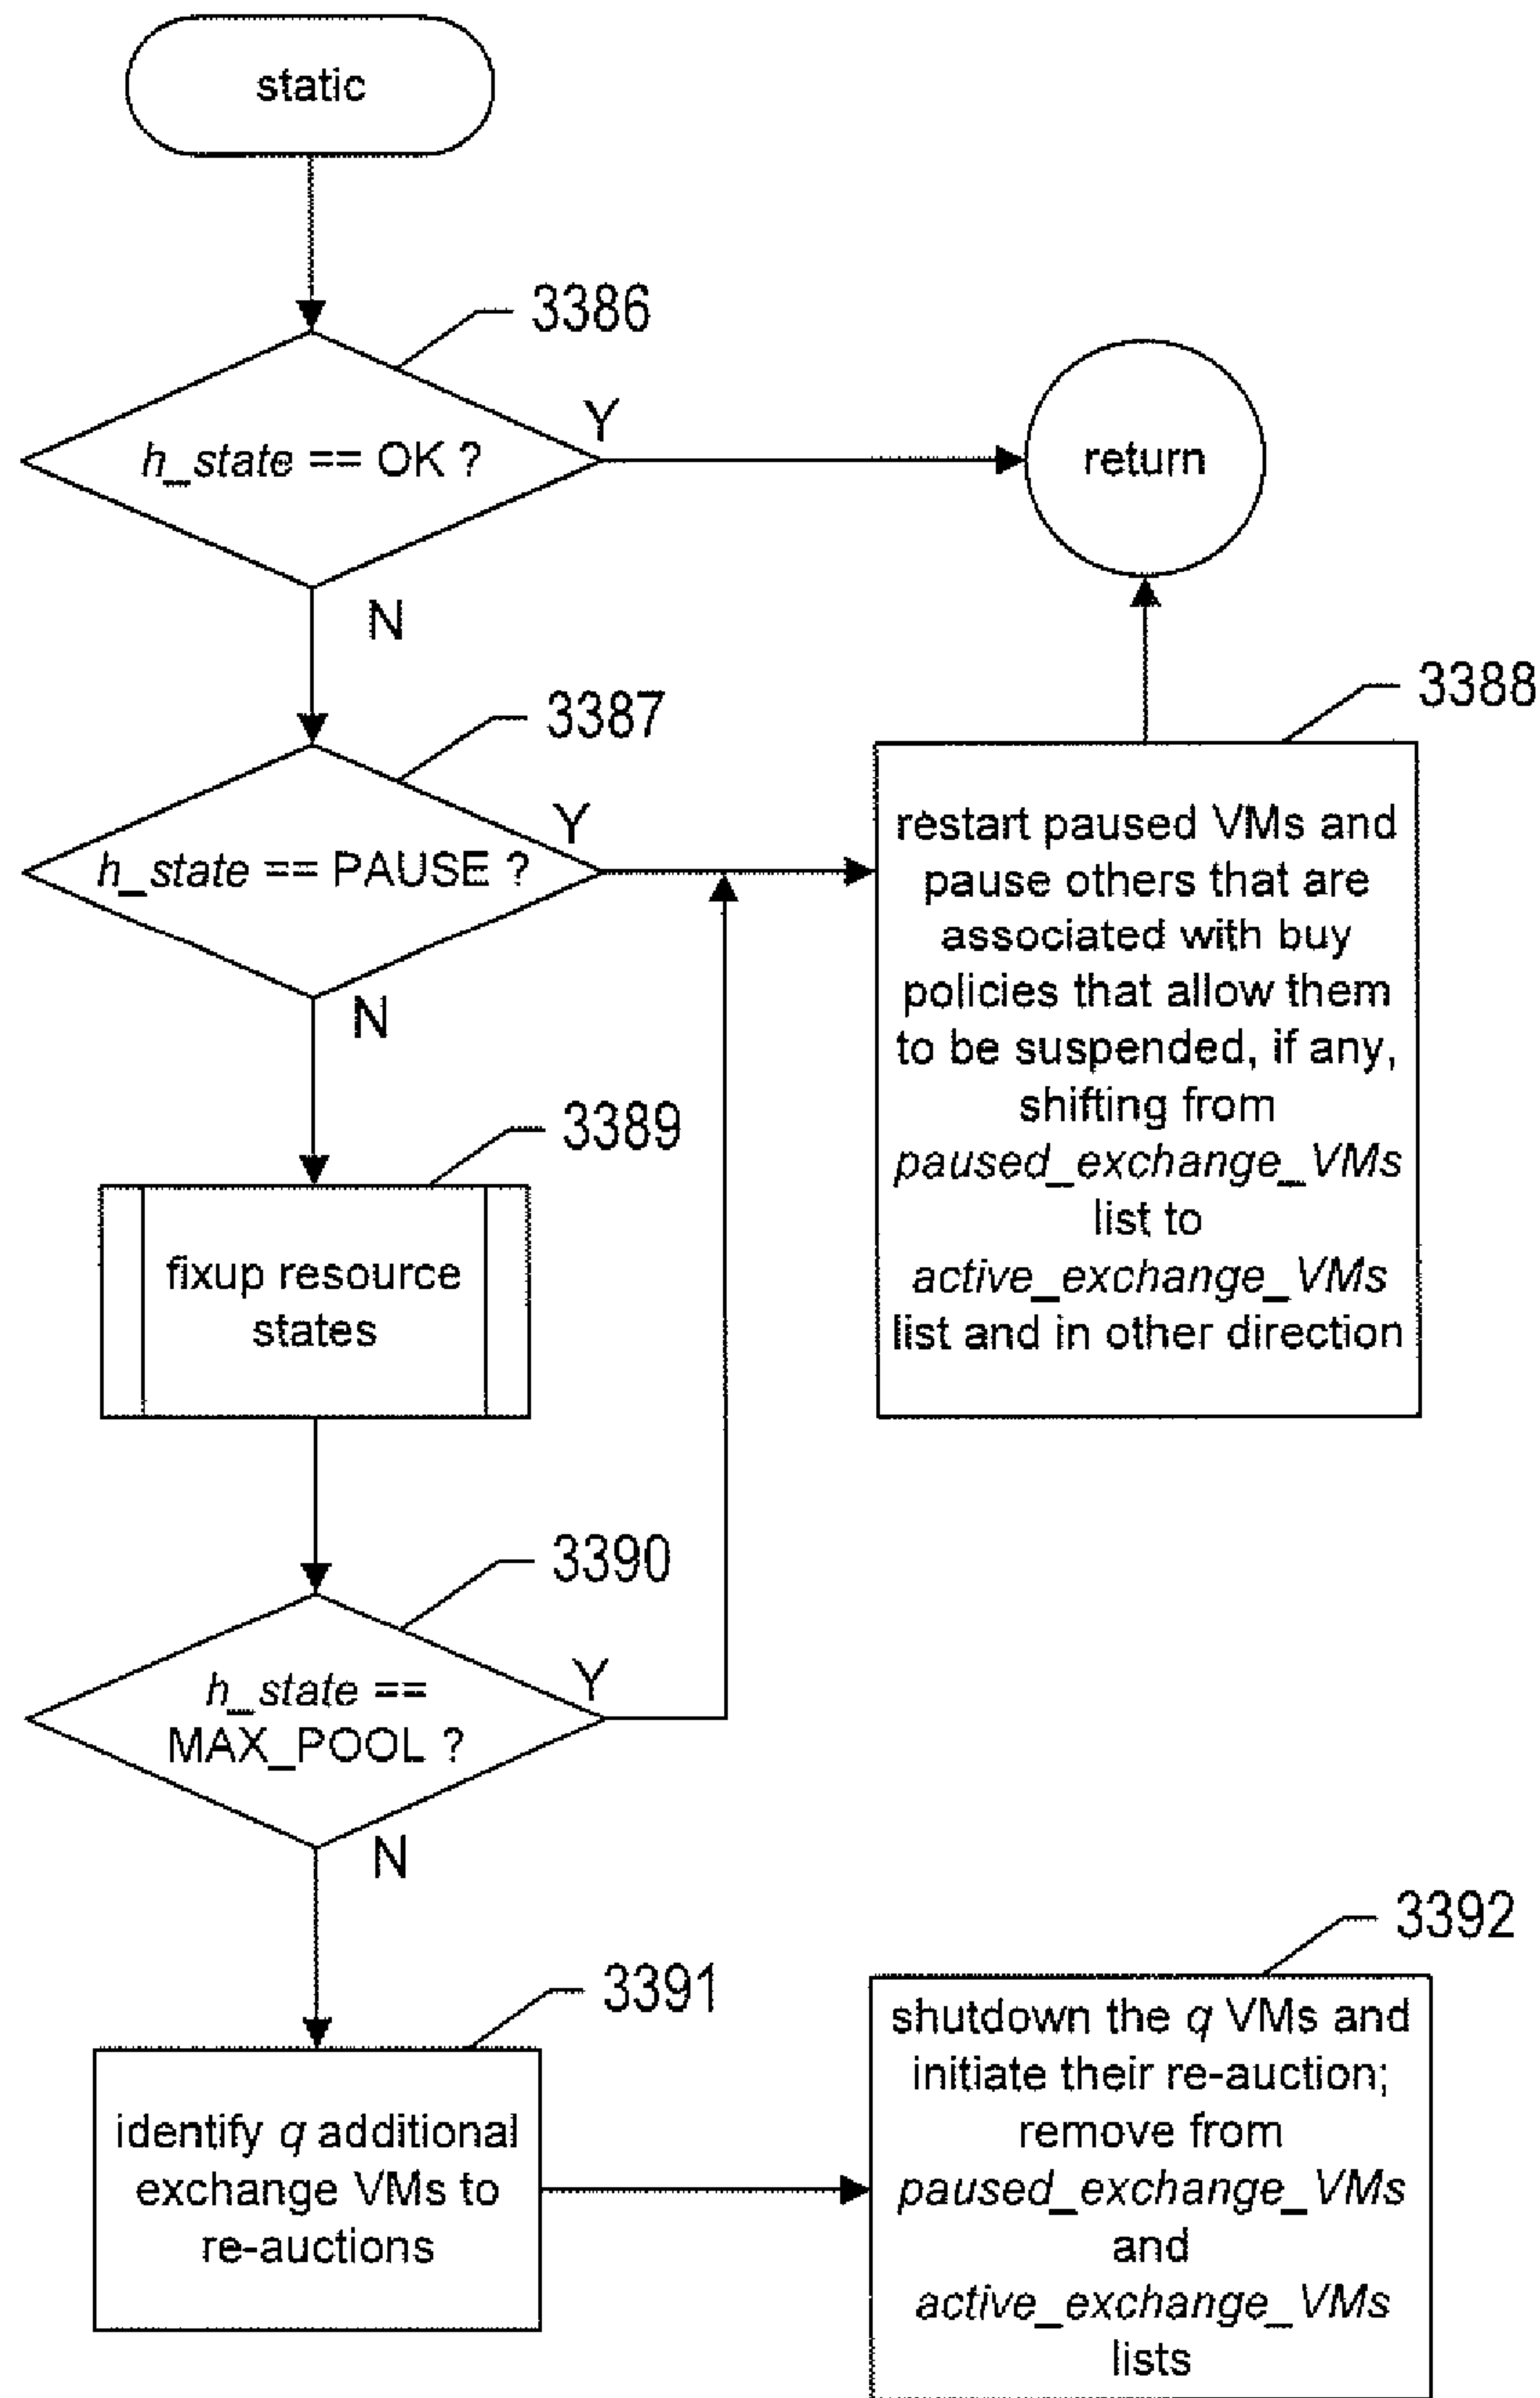 static
3386
h_state == OK ?
Y
return
N
3387
h_state == PAUSE ?
Y
3388
restart paused VMs and
pause others that are
associated with buy
policies that allow them
to be suspended, if any,
shifting from
paused_exchange_VMs
list to
active_exchange_VMs
list and in other direction
N
3389
fixup resource
states
3390
h_state ==
MAX_POOL ?
Y
N
3391
identify q additional
exchange VMs to
re-auctions
3392
shutdown the q VMs and
initiate their re-auction;
remove from
paused_exchange_VMs
and
active_exchange_VMs
lists